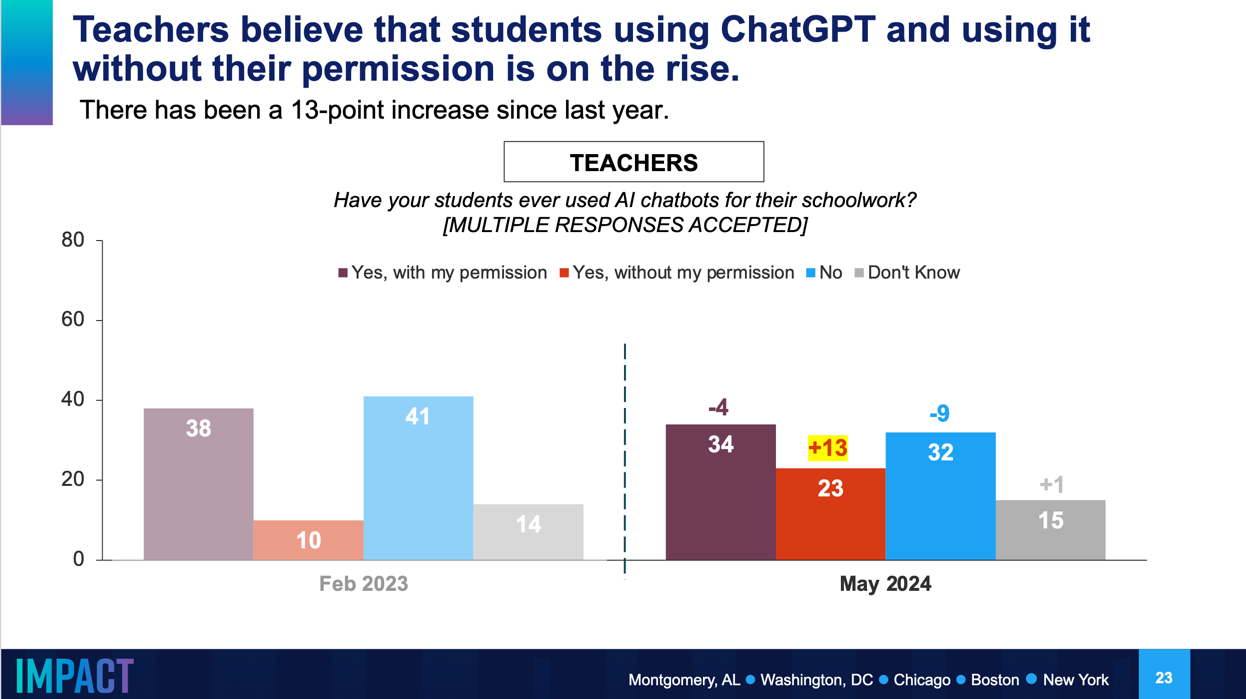 Teachers believe that students using ChatGPT and using it
without their permission is on the rise.
There has been a 13-point increase since last year.
TEACHERS
Have your students ever used AI chatbots for their schoolwork?
[MULTIPLE RESPONSES ACCEPTED]
80
Yes, with my permission Yes, without my permission No Don't Know
60
40
20
0
38
10
41
14
-4
34
+13
23
-9
32
+1
15
Feb 2023
May 2024
IMPACT
Montgomery, AL ● Washington, DC ● Chicago ● Boston ● New York
23